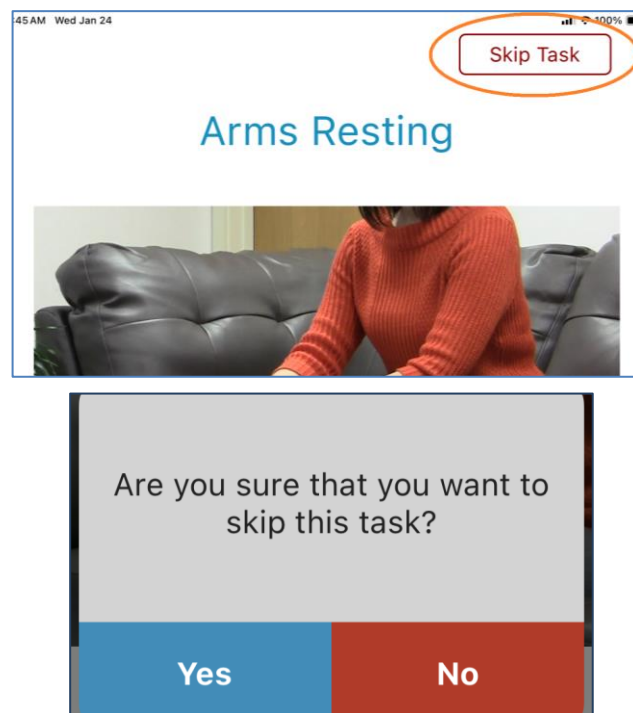 :45 AM Wed Jan 24
100%
Skip Task
Arms Resting
Are you sure that you want to
skip this task?
Yes
No